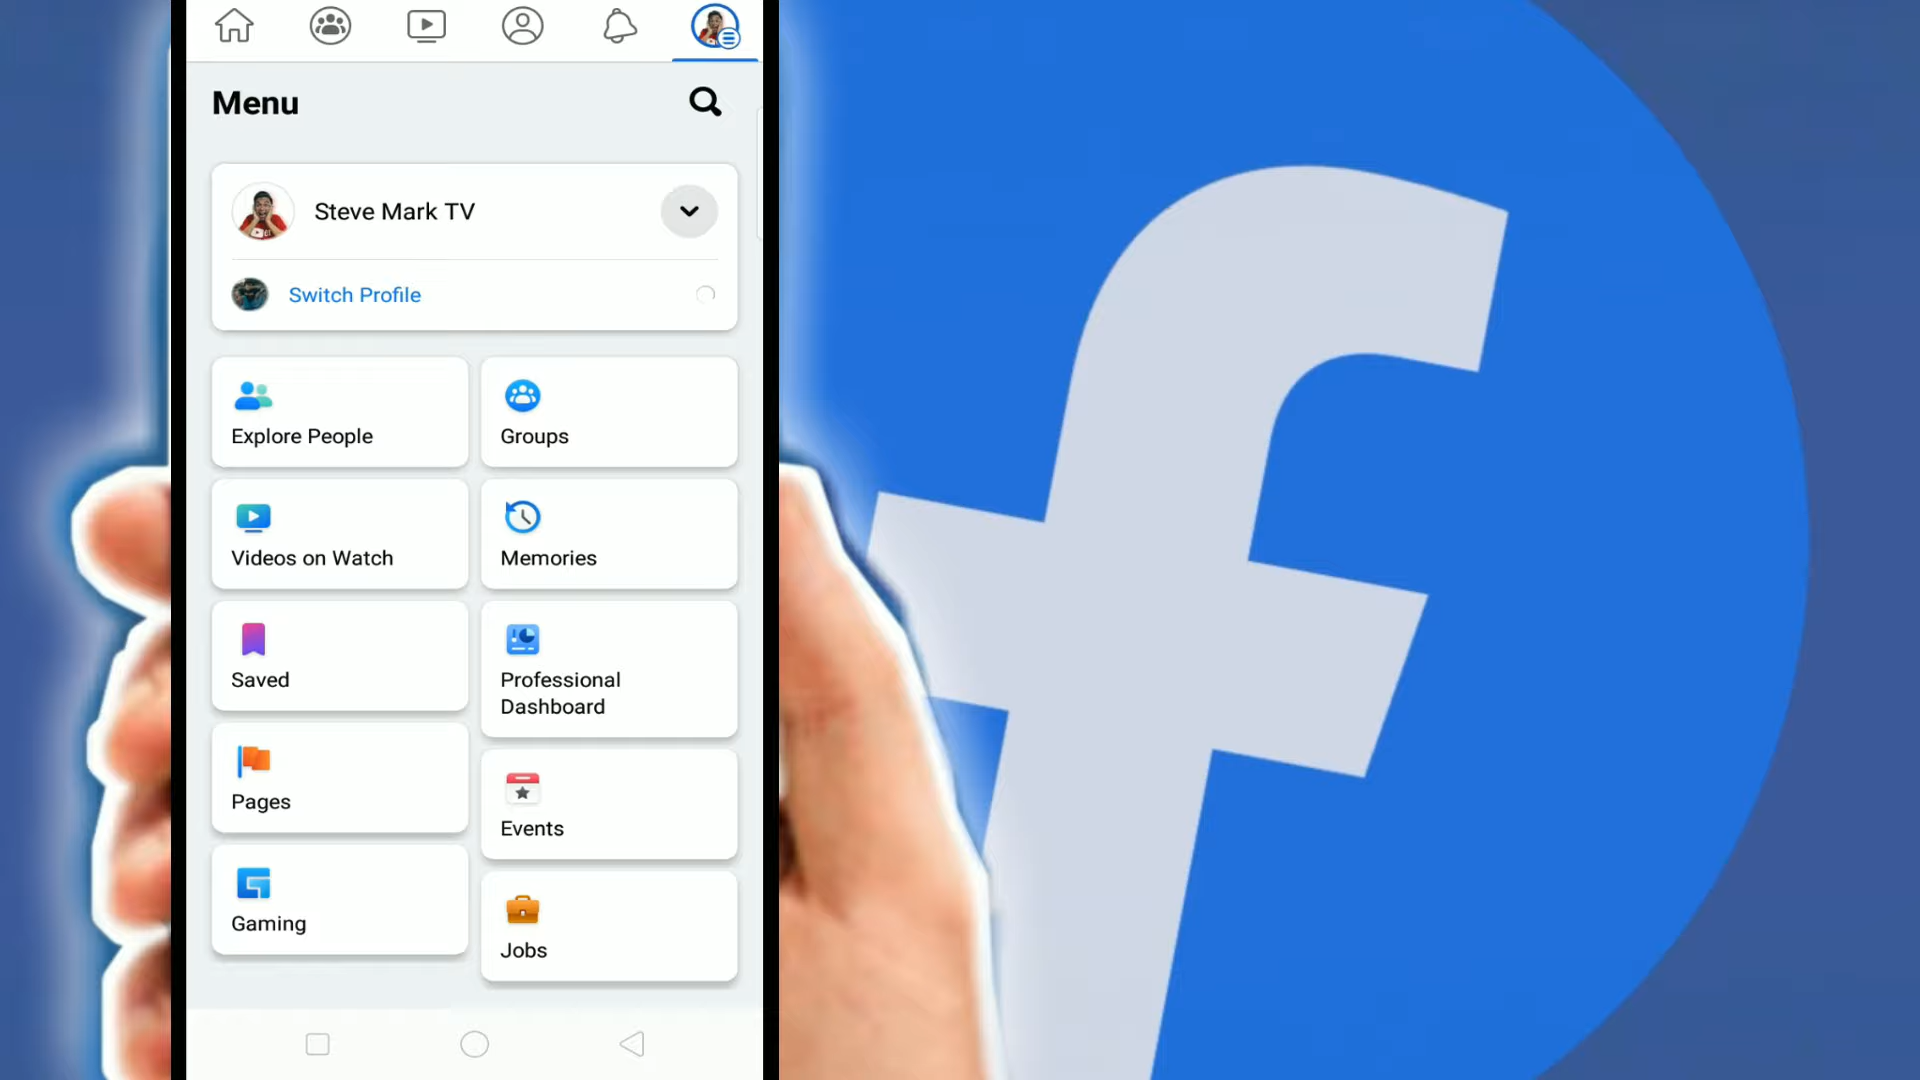 Menu
Steve Mark TV
Switch Profile
Explore People
Groups
Videos on Watch
Memories
Saved
Professional
Dashboard
Pages
Events
Gaming
Jobs